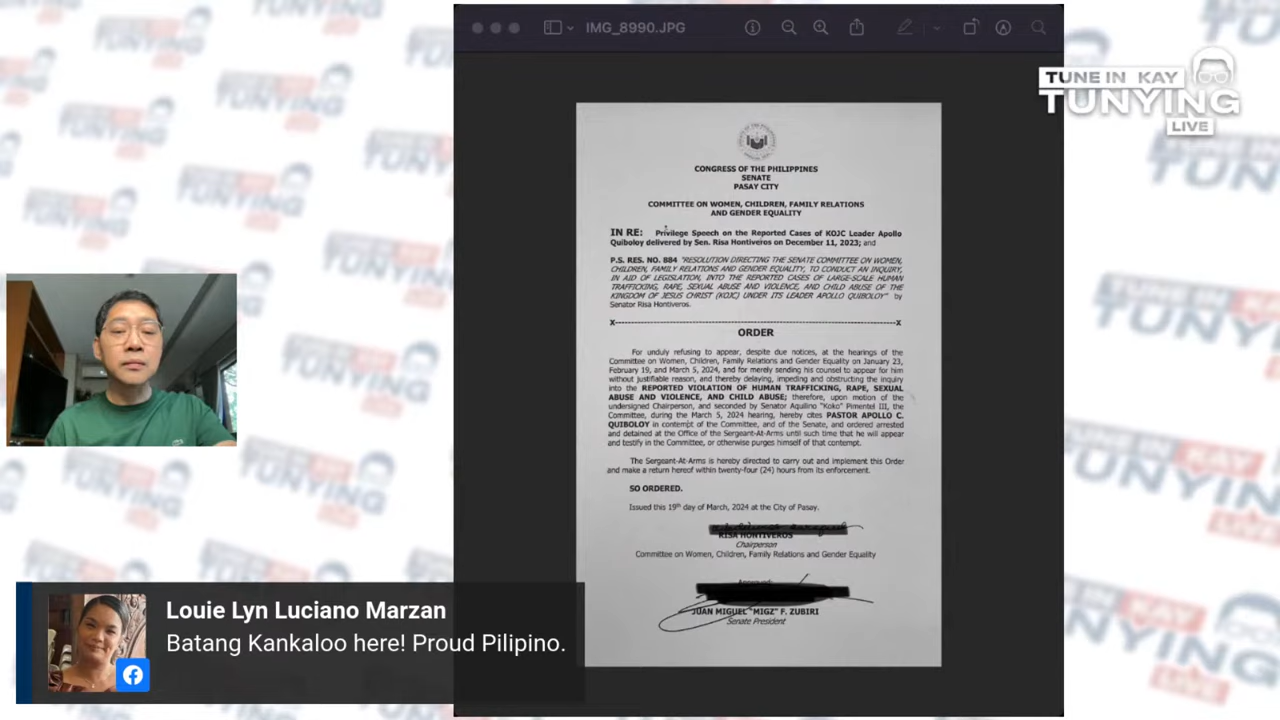 IMG_8990.JPG
TUNE IN KAY
TUNYING
LIVE
CONGRESS OF THE PHILIPPINES
SENATE
PASAY CITY
COMMITTEE ON WOMEN, CHILDREN, FAMILY RELATIONS
AND GENDER EQUALITY
IN RE: Privilege Speech on the Reported Cases of KOJC Leader Apollo
Quiboloy delivered by Sen. Risa Hontiveros on December 11, 2023; and
P.S. RES. NO. 884 "RESOLUTION DIRECTING THE SENATE COMMITTEE ON WOMEN,
CHILDREN, FAMILY RELATIONS AND GENDER EQUALITY, TO CONDUCT AN INQUIRY,
IN AID OF LEGISLATION, INTO THE REPORTED CASES OF LARGE-SCALE HUMAN
TRAFFICKING, RAPE, SEXUAL ABUSE AND VIOLENCE, AND CHILD ABUSE OF THE
KINGDOM OF JESUS CHRIST (KOJC) UNDER ITS LEADER APOLLO QUIBOLOY" by
Senator Risa Hontiveros.
X-----------------------------------------------------------------------X
ORDER
For unduly refusing to appear, despite due notices, at the hearings of the
Committee on Women, Children, Family Relations and Gender Equality on January 23,
February 19, and March 5, 2024, and for merely sending his counsel to appear for him
without justifiable reason, and thereby delaying, impeding and obstructing the inquiry
into the REPORTED VIOLATION OF HUMAN TRAFFICKING, RAPE, SEXUAL
ABUSE AND VIOLENCE, AND CHILD ABUSE; therefore, upon motion of the
undersigned Chairperson, and seconded by Senator Aquilino "Koko" Pimentel III, the
Committee, during the March 5, 2024 hearing, hereby cites PASTOR APOLLO C.
QUIBOLOY in contempt of the Committee, and of the Senate, and ordered arrested
and detained at the Office of the Sergeant-At-Arms until such time that he will appear
and testify in the Committee, or otherwise purges himself of that contempt.
The Sergeant-At-Arms is hereby directed to carry out and implement this Order
and make a return hereof within twenty-four (24) hours from its enforcement.
SO ORDERED.
Issued this 19th day of March, 2024 at the City of Pasay.
RISA HONTIVEROS
Chairperson
Committee on Women, Children, Family Relations and Gender Equality
Approved:
JUAN MIGUEL "MIGZ" F. ZUBIRI
Senate President
Louie Lyn Luciano Marzan
Batang Kankaloo here! Proud Pilipino.